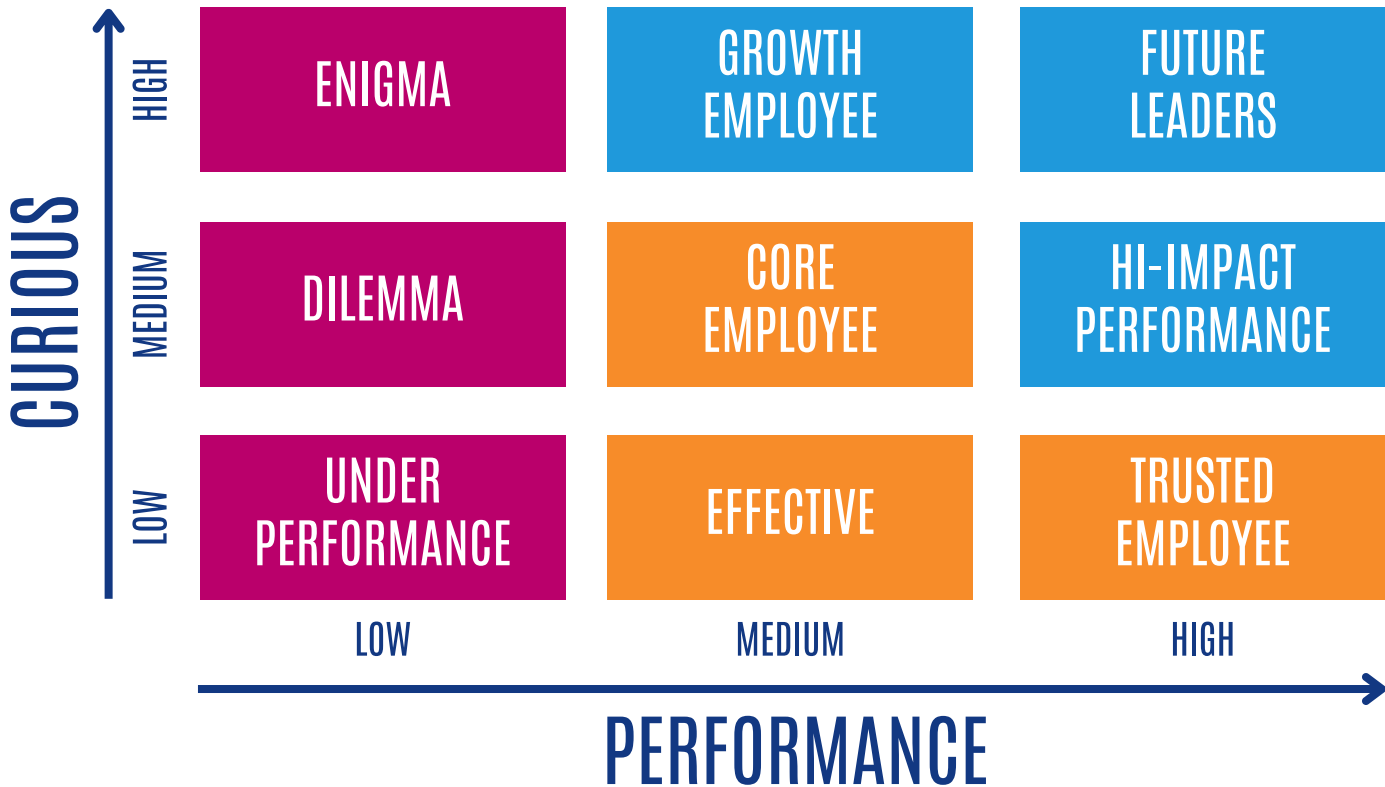 CURIOUS
HIGH
ENIGMA
GROWTH
EMPLOYEE
FUTURE
LEADERS
MEDIUM
DILEMMA
CORE
EMPLOYEE
HI-IMPACT
PERFORMANCE
LOW
UNDER
PERFORMANCE
EFFECTIVE
TRUSTED
EMPLOYEE
LOW
MEDIUM
HIGH
PERFORMANCE